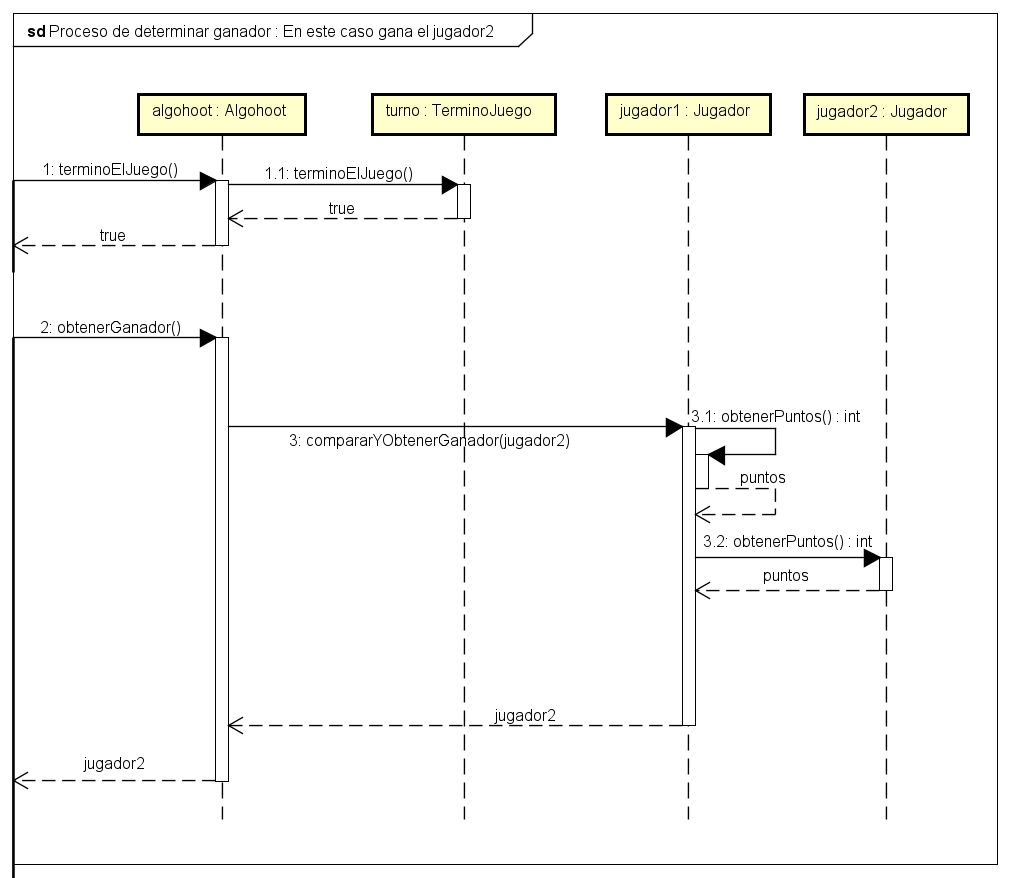 sd Proceso de determinar ganador : En este caso gana el jugador2
algohoot : Algohoot
turno : TerminoJuego
jugador1 : Jugador
jugador2 : Jugador
1: terminoElJuego()
1.1: terminoElJuego()
true
true
2: obtenerGanador()
3.1: obtenerPuntos() : int
3: compararYObtenerGanador(jugador2)
puntos
3.2: obtenerPuntos() : int
puntos
jugador2
jugador2